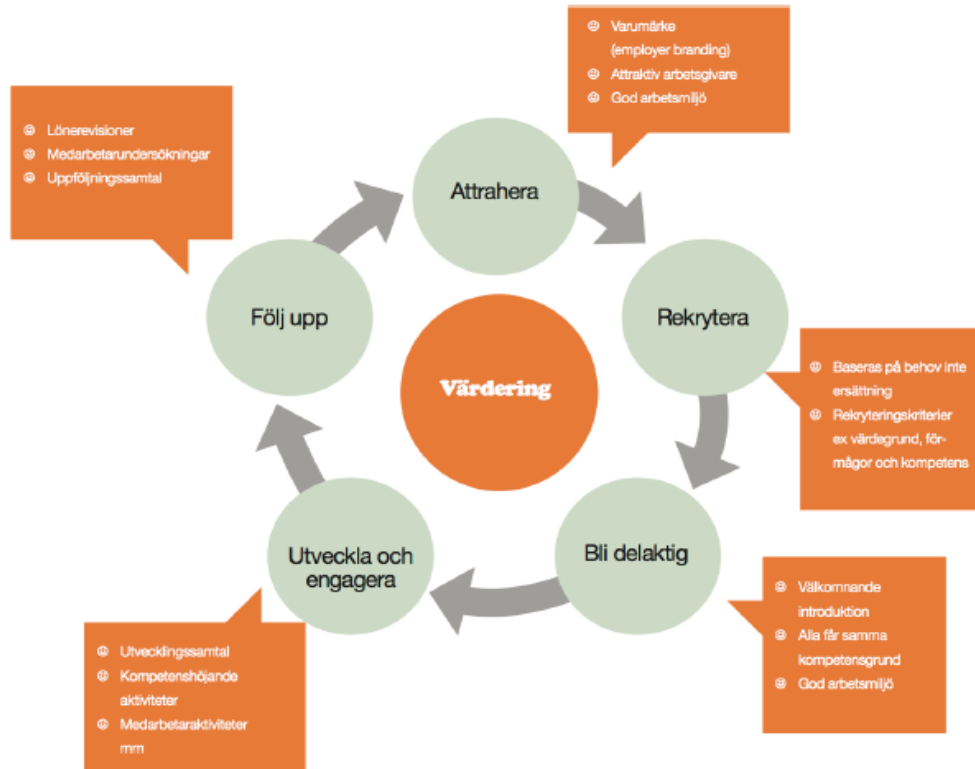 Varumärke
(employer branding)
Attraktiv arbetsgivare
God arbetsmiljö
Lönerevisioner
Medarbetarundersökningar
Uppföljningssamtal
Attrahera
Följ upp
Rekrytera
Värdering
Baseras på behov inte
ersättning
Rekryteringskriterier
ex värdegrund, för-
mågor och kompetens
Utveckla och
engagera
Bli delaktig
Välkomnande
introduktion
Alla får samma
kompetensgrund
God arbetsmiljö
Utvecklingssamtal
Kompetenshöjande
aktiviteter
Medarbetaraktiviteter
mm